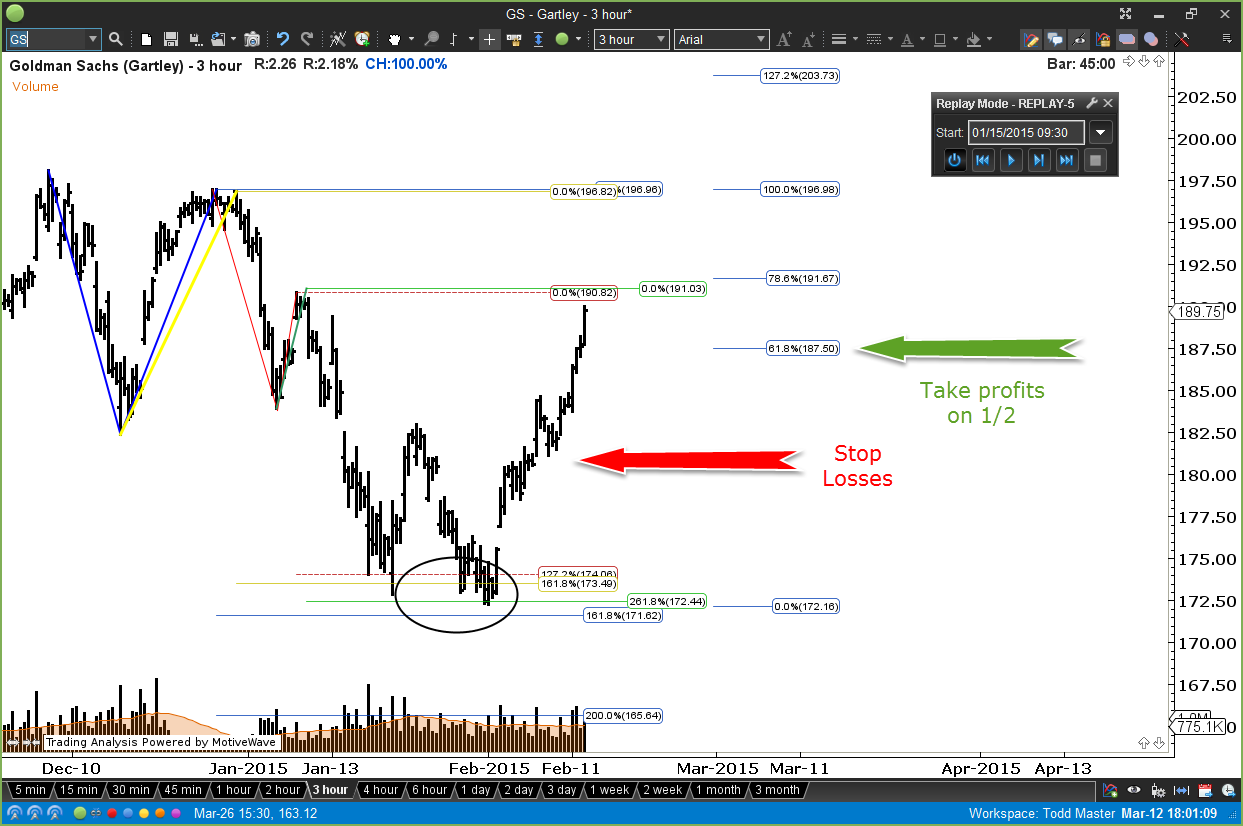 GS - Gartley - 3 hour*
GS
3 hour
Arial
Goldman Sachs (Gartley) - 3 hour R:2.26 R:2.18% CH:100.00%
Bar: 45:00
Volume
127.2%(203.73)
Replay Mode - REPLAY-5
Start: 01/15/2015 09:30
202.50
200.00
197.50
195.00
192.50
189.75
187.50
185.00
182.50
180.00
177.50
175.00
172.50
170.00
167.50
775.1K
0.0%(196.82)
(196.96)
100.0%(196.98)
78.6%(191.67)
0.0%(190.82)
0.0%(191.03)
61.8%(187.50)
Take profits
on 1/2
Stop
Losses
127.2%(174.06)
161.8%(173.49)
261.8%(172.44)
161.8%(171.62)
0.0%(172.16)
200.0%(165.64)
Trading Analysis Powered by MotiveWave
Dec-10 Jan-2015 Jan-13 Feb-2015 Feb-11 Mar-2015 Mar-11 Apr-2015 Apr-13
5 min 15 min 30 min 45 min 1 hour 2 hour 3 hour 4 hour 6 hour 1 day 2 day 3 day 1 week 2 week 1 month 3 month
Mar-26 15:30, 163.12
Workspace: Todd Master Mar-12 18:01:09